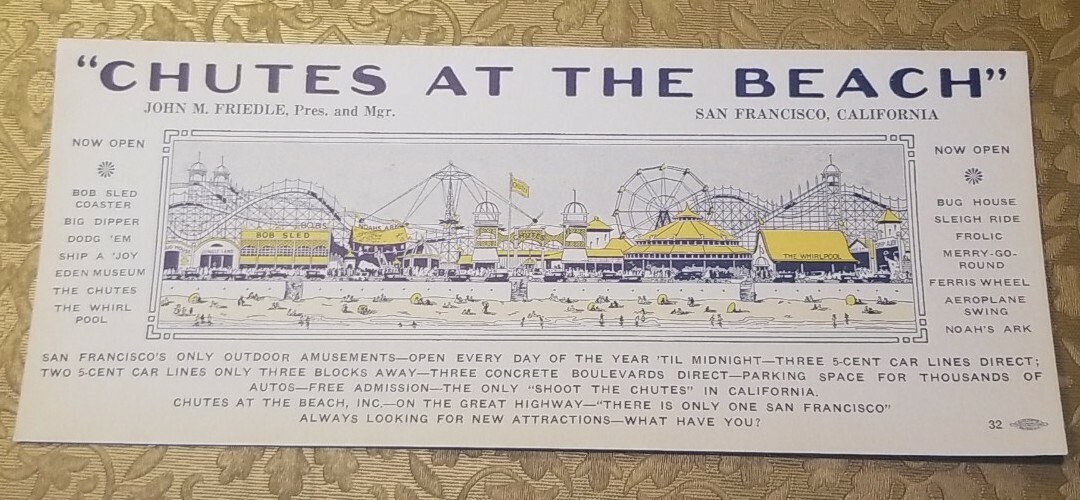 “CHUTES AT THE BEACH”
JOHN M. FRIEDLE, Pres. and Mgr.
SAN FRANCISCO, CALIFORNIA
NOW OPEN
BOB SLED
COASTER
BIG DIPPER
DODG 'EM
SHIP A 'JOY
EDEN MUSEUM
THE CHUTES
THE WHIRL
POOL
BOB SLED
NOAHS ARK
CHUTES
CHUTES
THE WHIRLPOOL
NOW OPEN
BUG HOUSE
SLEIGH RIDE
FROLIC
MERRY-GO-
ROUND
FERRIS WHEEL
AEROPLANE
SWING
NOAH'S ARK
SAN FRANCISCO'S ONLY OUTDOOR AMUSEMENTS—OPEN EVERY DAY OF THE YEAR 'TIL MIDNIGHT—THREE 5-CENT CAR LINES DIRECT;
TWO 5-CENT CAR LINES ONLY THREE BLOCKS AWAY—THREE CONCRETE BOULEVARDS DIRECT—PARKING SPACE FOR THOUSANDS OF
AUTOS—FREE ADMISSION—THE ONLY “SHOOT THE CHUTES” IN CALIFORNIA.
CHUTES AT THE BEACH, INC.—ON THE GREAT HIGHWAY—“THERE IS ONLY ONE SAN FRANCISCO”
ALWAYS LOOKING FOR NEW ATTRACTIONS—WHAT HAVE YOU?
32